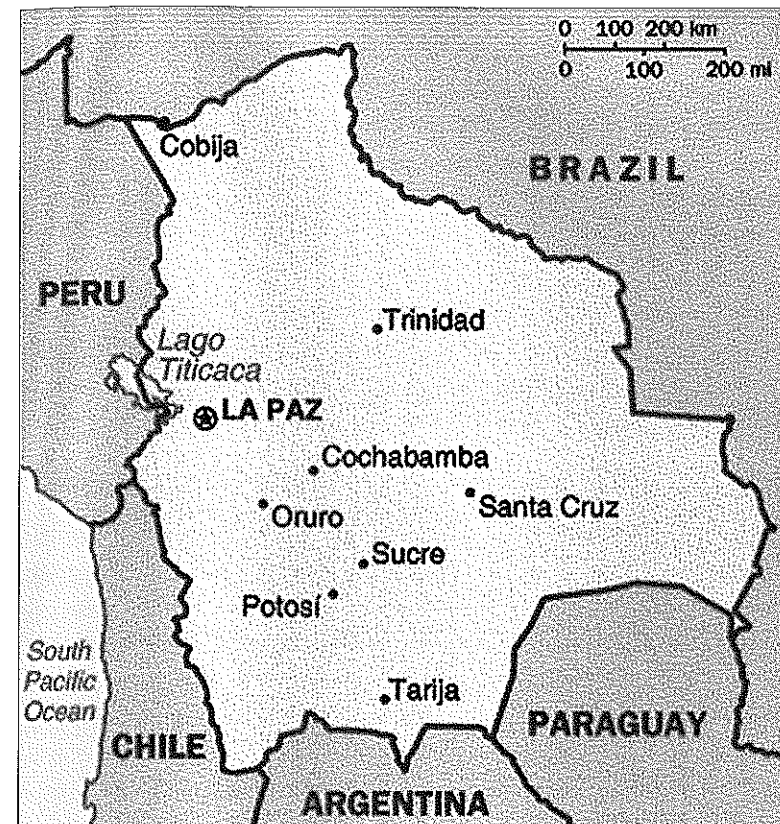 0 100 200 km
0 100 200 mi
Cobija
BRAZIL
PERU
Trinidad
Lago
Titicaca
LA PAZ
Cochabamba
Oruro
Santa Cruz
Sucre
Potosí
South
Pacific
Ocean
Tarija
CHILE
PARAGUAY
ARGENTINA